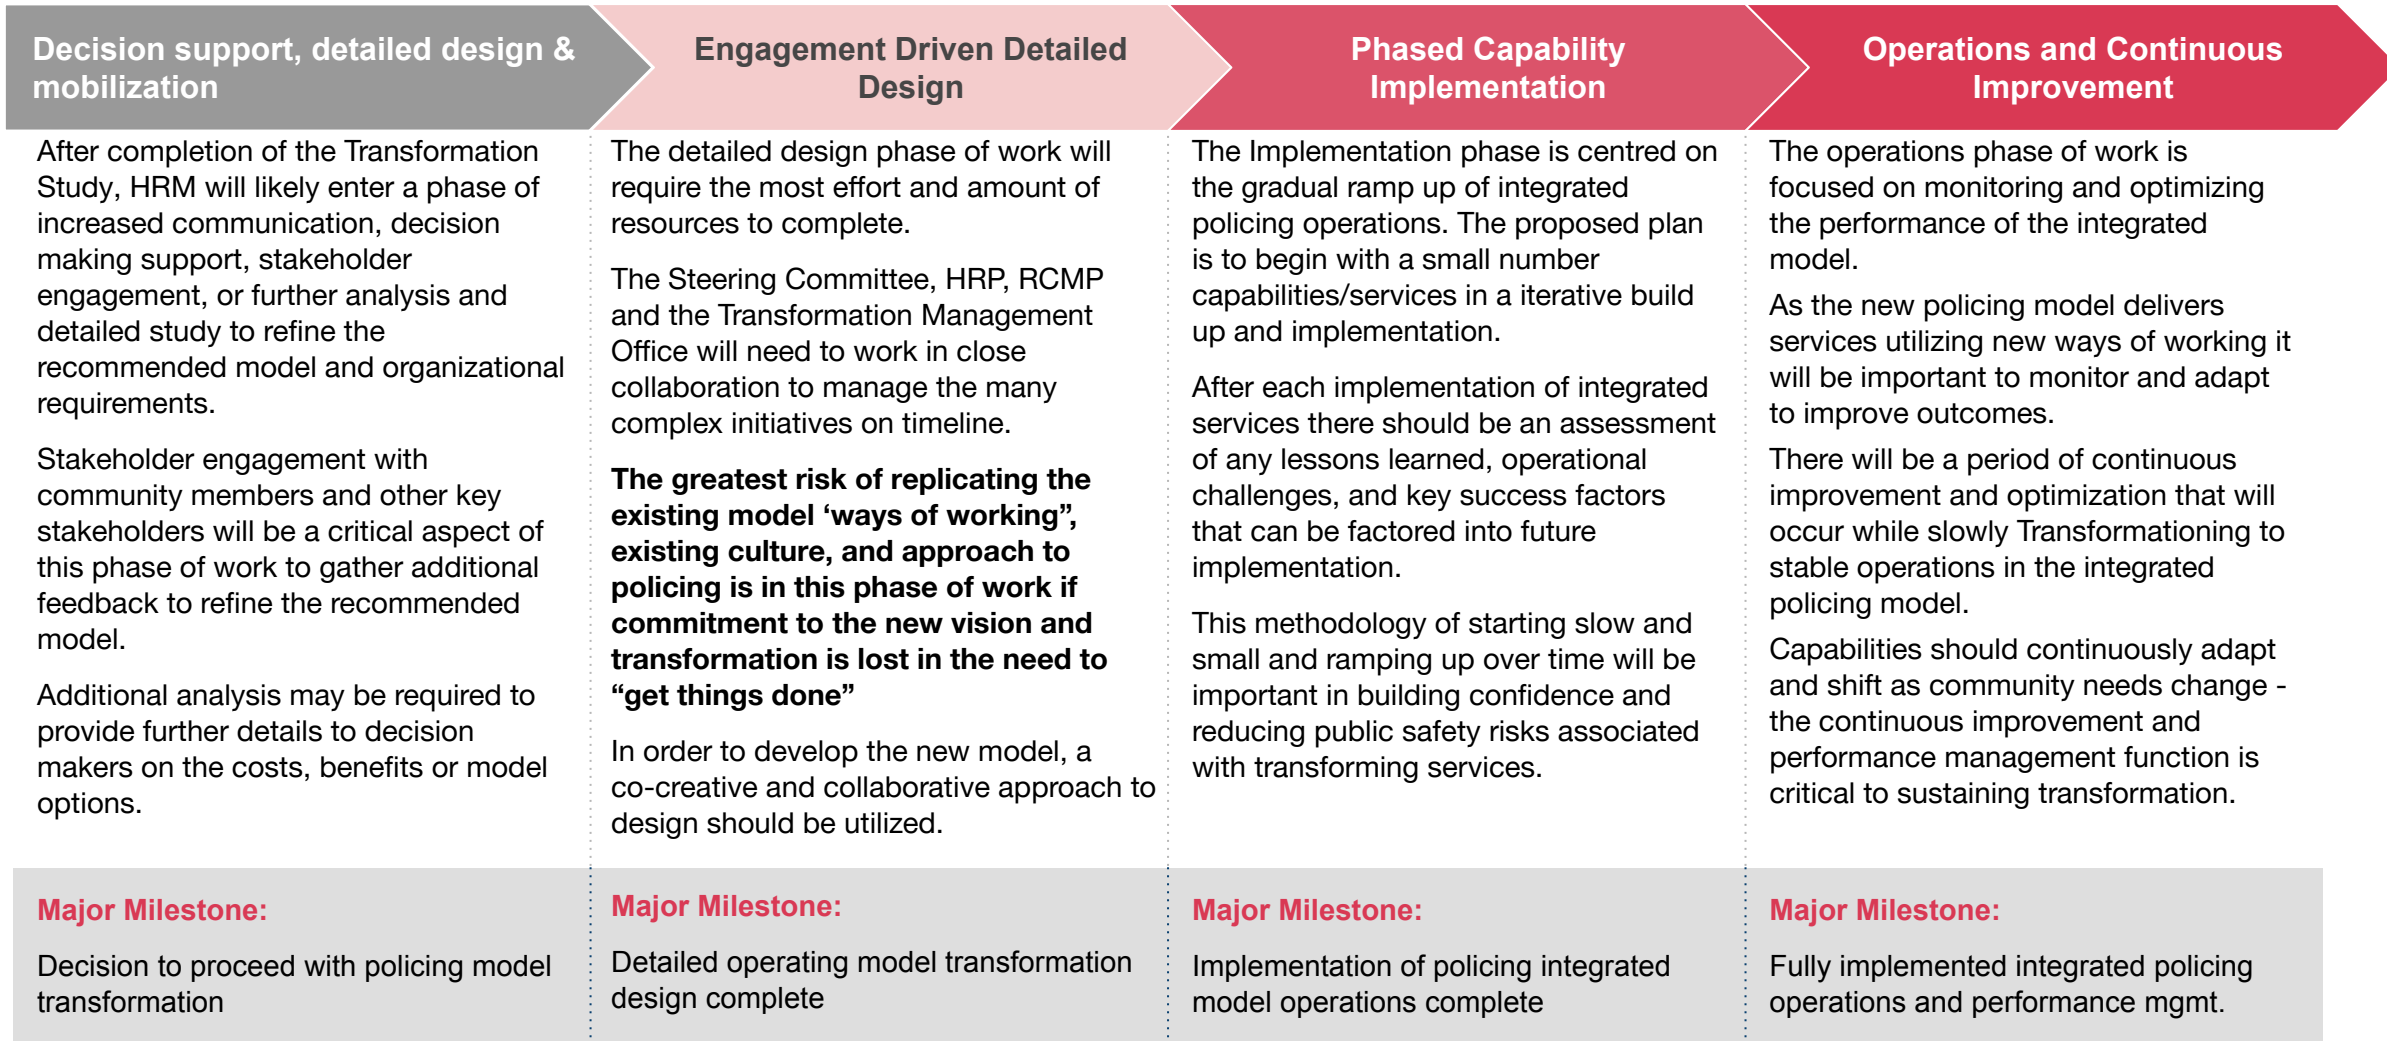 Decision support, detailed design &
mobilization
After completion of the Transformation
Study, HRM will likely enter a phase of
increased communication, decision
making support, stakeholder
engagement, or further analysis and
detailed study to refine the
recommended model and organizational
requirements.
Stakeholder engagement with
community members and other key
stakeholders will be a critical aspect of
this phase of work to gather additional
feedback to refine the recommended
model.
Additional analysis may be required to
provide further details to decision
makers on the costs, benefits or model
options.
Major Milestone:
Decision to proceed with policing model
transformation
Engagement Driven Detailed
Design
The detailed design phase of work will
require the most effort and amount of
resources to complete.
The Steering Committee, HRP, RCMP
and the Transformation Management
Office will need to work in close
collaboration to manage the many
complex initiatives on timeline.
The greatest risk of replicating the
existing model ‘ways of working”,
existing culture, and approach to
policing is in this phase of work if
commitment to the new vision and
transformation is lost in the need to
“get things done”
In order to develop the new model, a
co-creative and collaborative approach to
design should be utilized.
Major Milestone:
Detailed operating model transformation
design complete
Phased Capability
Implementation
The Implementation phase is centred on
the gradual ramp up of integrated
policing operations. The proposed plan
is to begin with a small number
capabilities/services in a iterative build
up and implementation.
After each implementation of integrated
services there should be an assessment
of any lessons learned, operational
challenges, and key success factors
that can be factored into future
implementation.
This methodology of starting slow and
small and ramping up over time will be
important in building confidence and
reducing public safety risks associated
with transforming services.
Major Milestone:
Implementation of policing integrated
model operations complete
Operations and Continuous
Improvement
The operations phase of work is
focused on monitoring and optimizing
the performance of the integrated
model.
As the new policing model delivers
services utilizing new ways of working it
will be important to monitor and adapt
to improve outcomes.
There will be a period of continuous
improvement and optimization that will
occur while slowly Transformationing to
stable operations in the integrated
policing model.
Capabilities should continuously adapt
and shift as community needs change -
the continuous improvement and
performance management function is
critical to sustaining transformation.
Major Milestone:
Fully implemented integrated policing
operations and performance mgmt.